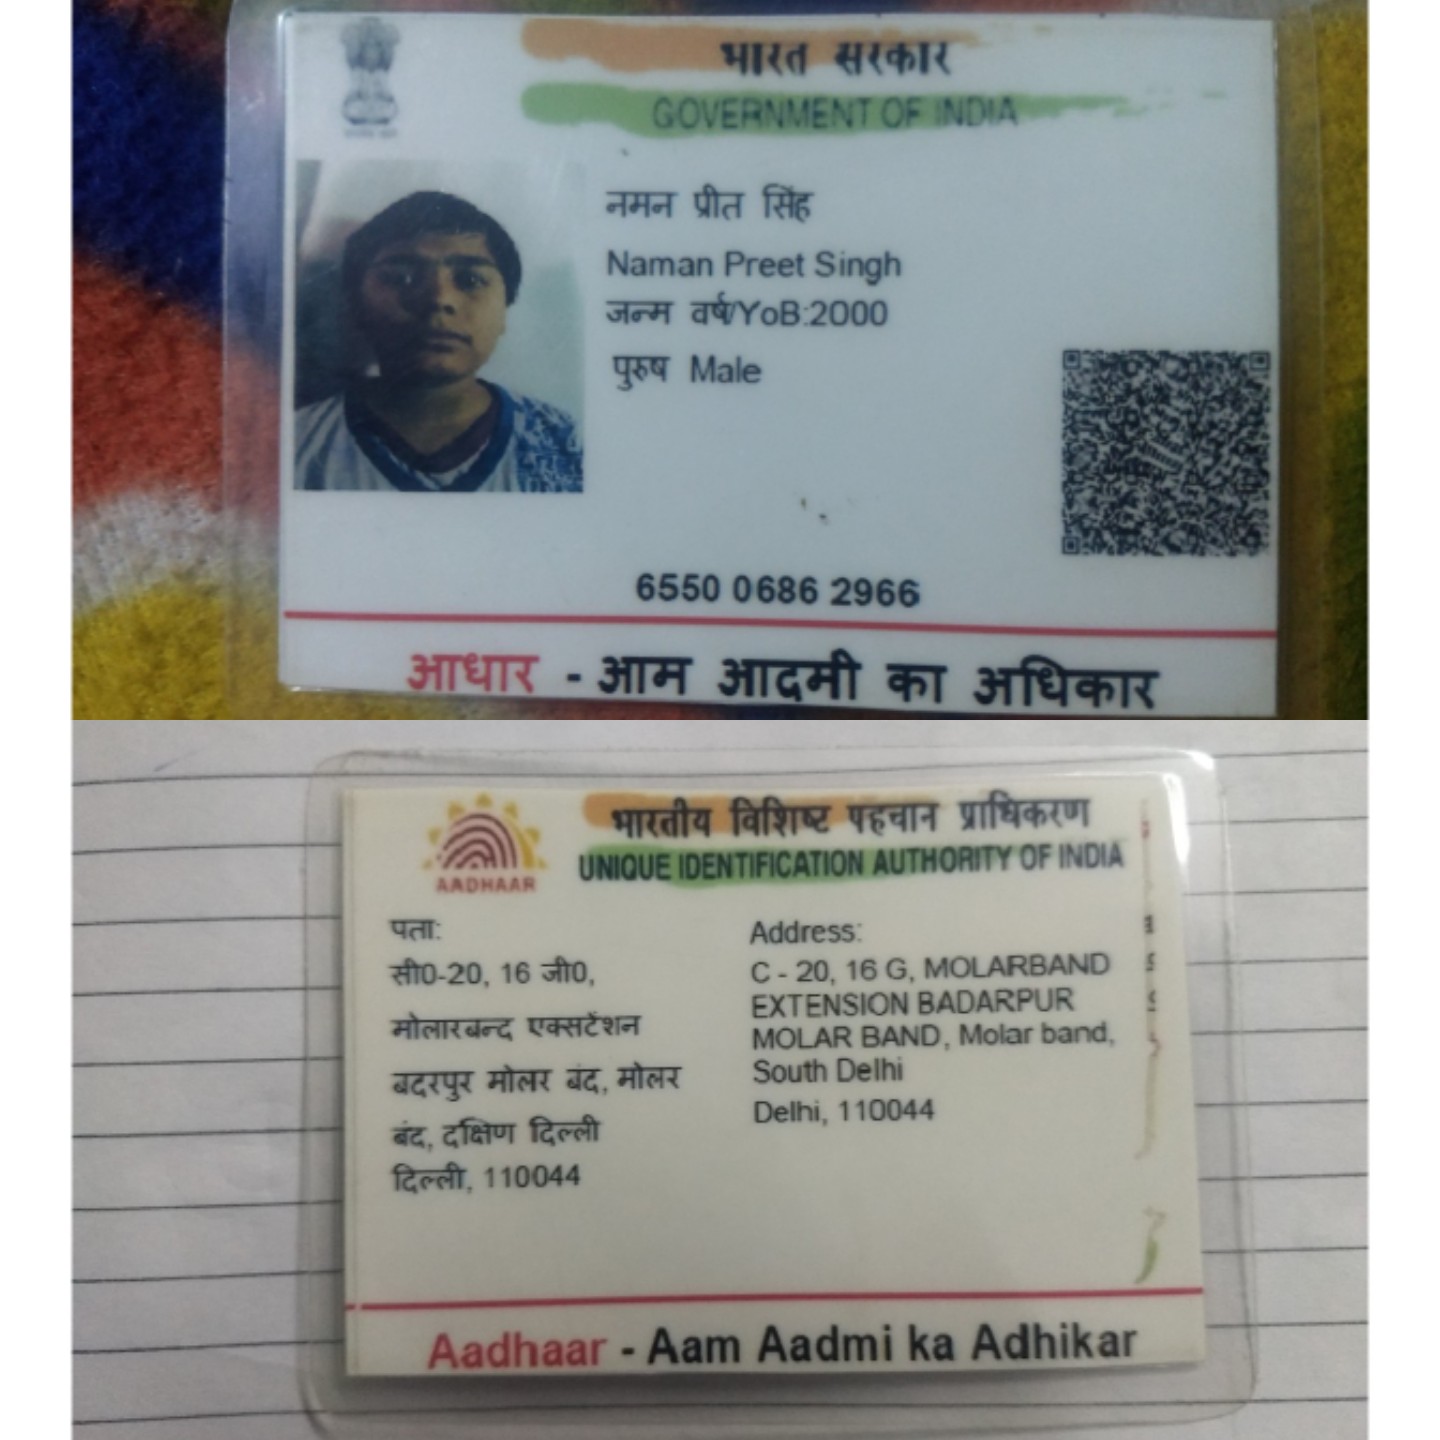 भारत सरकार
GOVERNMENT OF INDIA
नमन प्रीत सिंह
Naman Preet Singh
जन्म वर्ष/YoB:2000
पुरुष Male
6550 0686 2966
आधार - आम आदमी का अधिकार
भारतीय विशिष्ट पहचान प्राधिकरण
UNIQUE IDENTIFICATION AUTHORITY OF INDIA
AADHAAR
पता:
सी0-20, 16 जी0,
मोलारबन्द एक्सटेंशन
बदरपुर मोलर बंद, मोलर
बंद, दक्षिण दिल्ली
दिल्ली, 110044
Address:
C - 20, 16 G, MOLARBAND
EXTENSION BADARPUR
MOLAR BAND, Molar band,
South Delhi
Delhi, 110044
Aadhaar - Aam Aadmi ka Adhikar